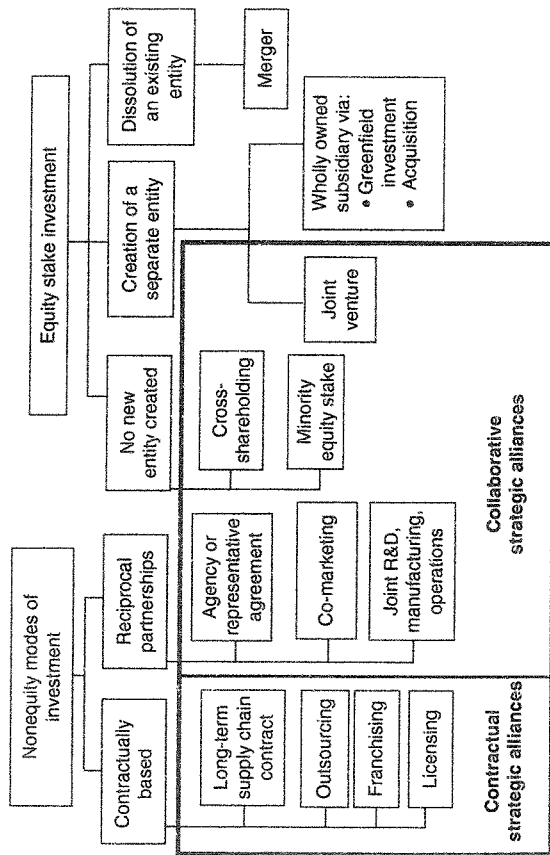 Nonequity modes of
investment
Equity stake investment
Contractually
based
Reciprocal
partnerships
No new
entity created
Creation of a
separate entity
Dissolution of
an existing
entity
Long-term
supply chain
contract
Outsourcing
Franchising
Licensing
Agency or
representative
agreement
Co-marketing
Joint R&D,
manufacturing,
operations
Cross-
shareholding
Minority
equity stake
Joint
venture
Wholly owned
subsidiary via:
• Greenfield
investment
• Acquisition
Merger
Contractual
strategic alliances
Collaborative
strategic alliances